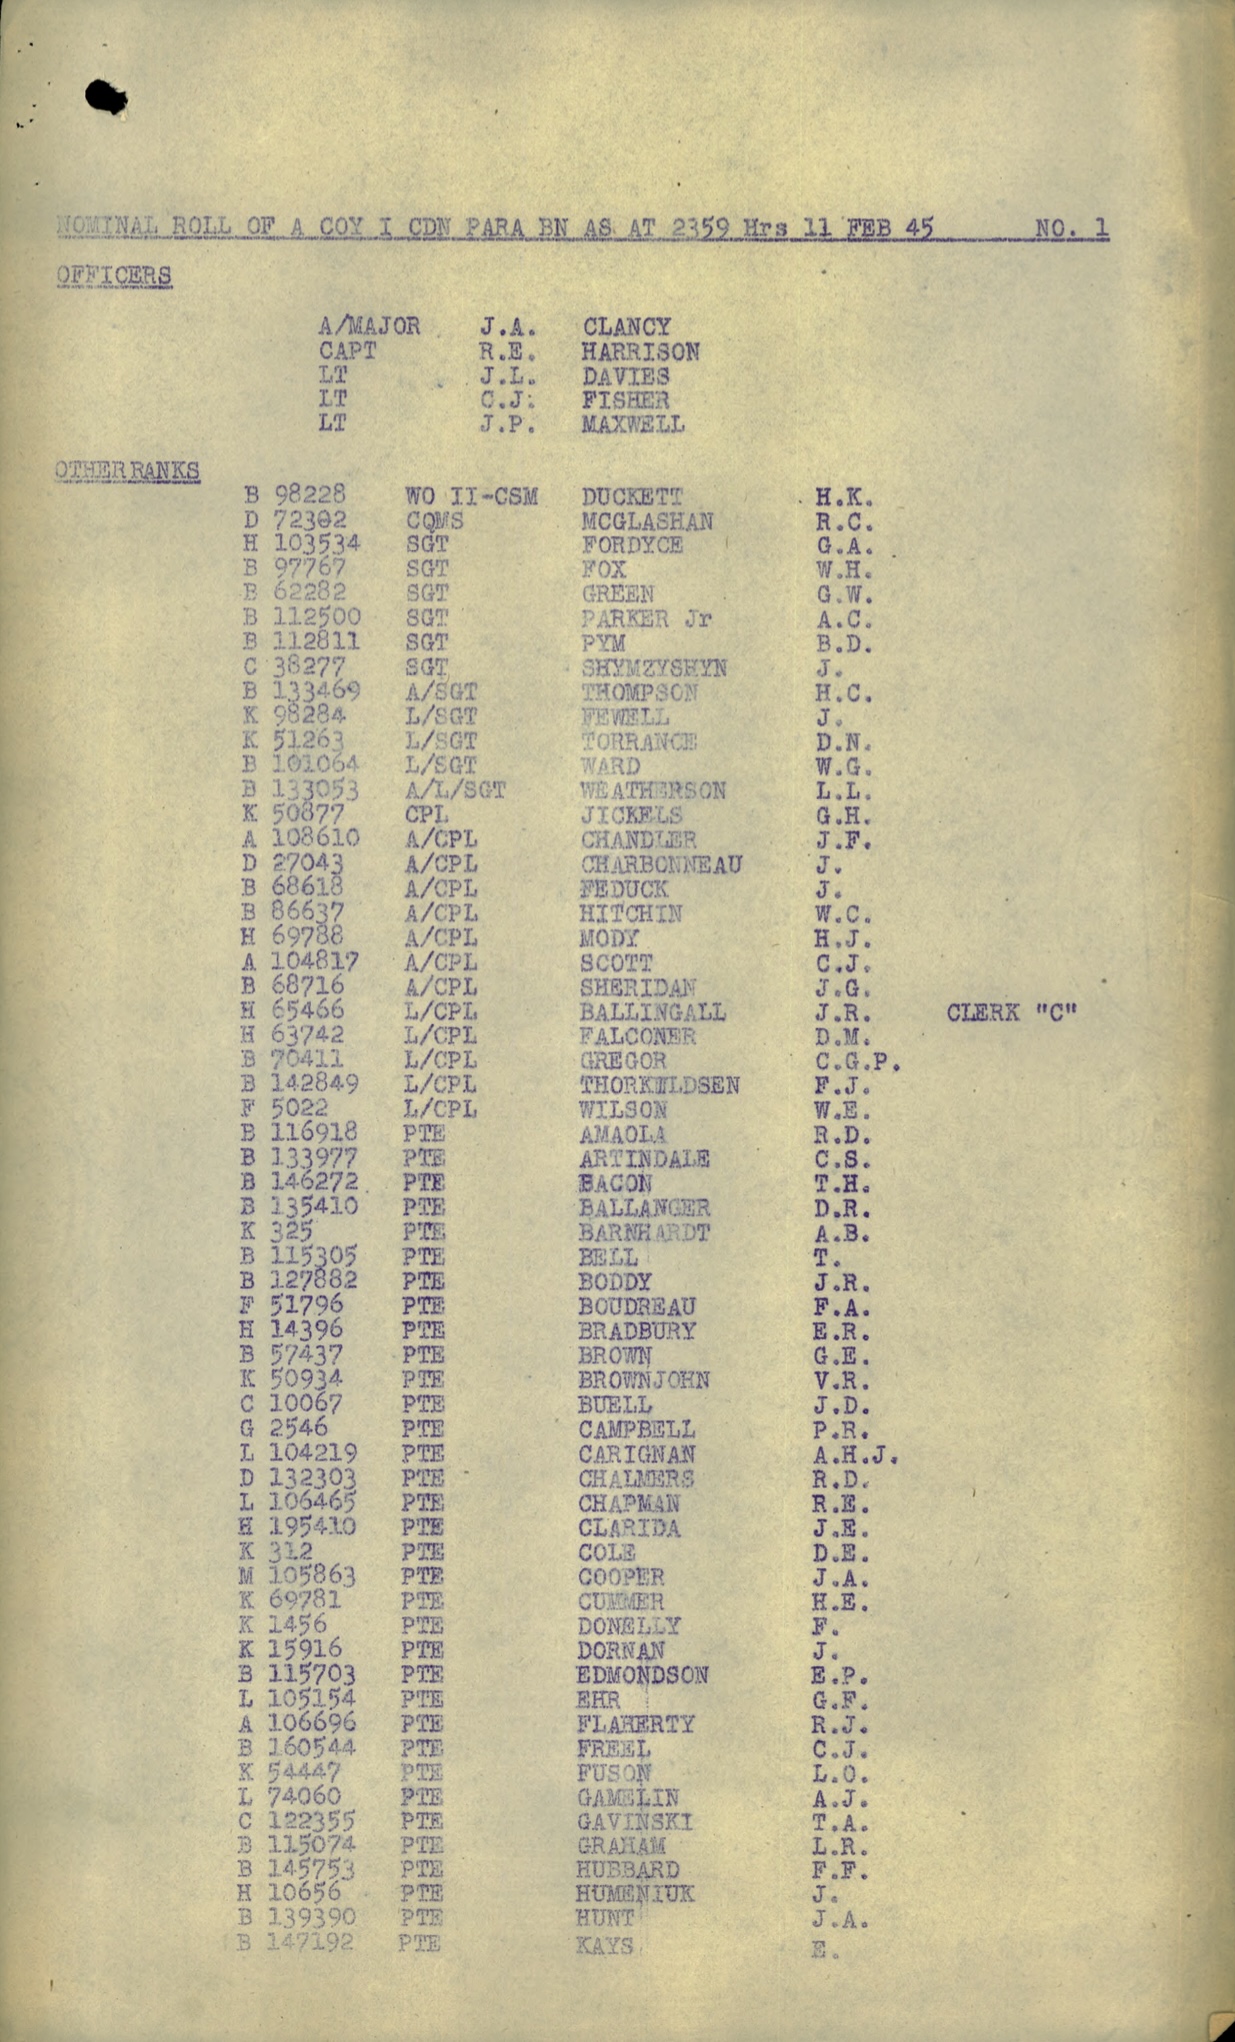 NOMINAL ROLL OF A COY I CDN PARA BN AS AT 2359 Hrs 11 FEB 45 NO. 1
OFFICERS
A/MAJOR J.A. CLANCY
CAPT R.E. HARRISON
LT J.L. DAVIES
LT C.J. FISHER
LT J.P. MAXWELL
OTHER RANKS
B 98228 WO II-CSM DUCKETT H.K.
D 72302 CQMS MCGLASHAN R.C.
H 103534 SGT FORDYCE G.A.
B 97767 SGT FOX W.H.
B 62282 SGT GREEN G.W.
B 112500 SGT PARKER Jr A.C.
B 112811 SGT PYM B.D.
C 38277 SGT SHYMZYSHYN J.
B 133469 A/SGT THOMPSON H.C.
K 98284 L/SGT FEWELL J.
K 51263 L/SGT TORRANCE D.N.
B 101064 L/SGT WARD W.G.
B 133053 A/L/SGT WEATHERSON L.L.
K 50877 CPL JICKELS G.H.
A 108610 A/CPL CHANDLER J.F.
D 27043 A/CPL CHARBONNEAU J.
B 68618 A/CPL FEDUCK J.
B 86637 A/CPL HITCHIN W.C.
H 69788 A/CPL MODY H.J.
A 104817 A/CPL SCOTT C.J.
B 68716 A/CPL SHERIDAN J.G.
H 65466 L/CPL BALLINGALL J.R. CLERK "C"
H 63742 L/CPL FALCONER D.M.
B 70411 L/CPL GREGOR C.G.P.
B 142849 L/CPL F.J.
F 5022 L/CPL WILSON W.E.
B 116918 PTE AMAOLA R.D.
B 133977 PTE ARTINDALE C.S.
B 146272 PTE BACON T.H.
B 135410 PTE BALLANGER D.R.
K 325 PTE BARNHARDT A.B.
B 115305 PTE BELL T.
B 127882 PTE BODDY J.R.
F 51796 PTE BOUDREAU F.A.
H 14396 PTE BRADBURY E.R.
B 57437 PTE BROWN G.E.
K 50934 PTE BROWNJOHN V.R.
C 10067 PTE BUELL J.D.
G 2546 PTE CAMPBELL P.R.
L 104219 PTE CARIGNAN A.H.J.
D 132303 PTE CHALMERS R.D.
L 106465 PTE CHAPMAN R.E.
H 195410 PTE CLARIDA J.E.
K 312 PTE COLE D.E.
M 105863 PTE COOPER J.A.
K 69781 PTE CUMMER H.E.
K 1456 PTE DONELLY F.
K 15916 PTE DORNAN J.
B 115703 PTE EDMONDSON E.P.
L 105154 PTE EHR G.F.
A 106696 PTE FLAHERTY R.J.
B 160544 PTE FREEL C.J.
K 54447 PTE FUSON L.O.
L 74060 PTE GAMELIN A.J.
C 122355 PTE GAVINSKI T.A.
B 115074 PTE GRAHAM L.R.
B 145753 PTE HUBBARD F.F.
H 10656 PTE HUMENIUK J.
B 139390 PTE HUNT J.A.
B 147192 PTE KAYS E.